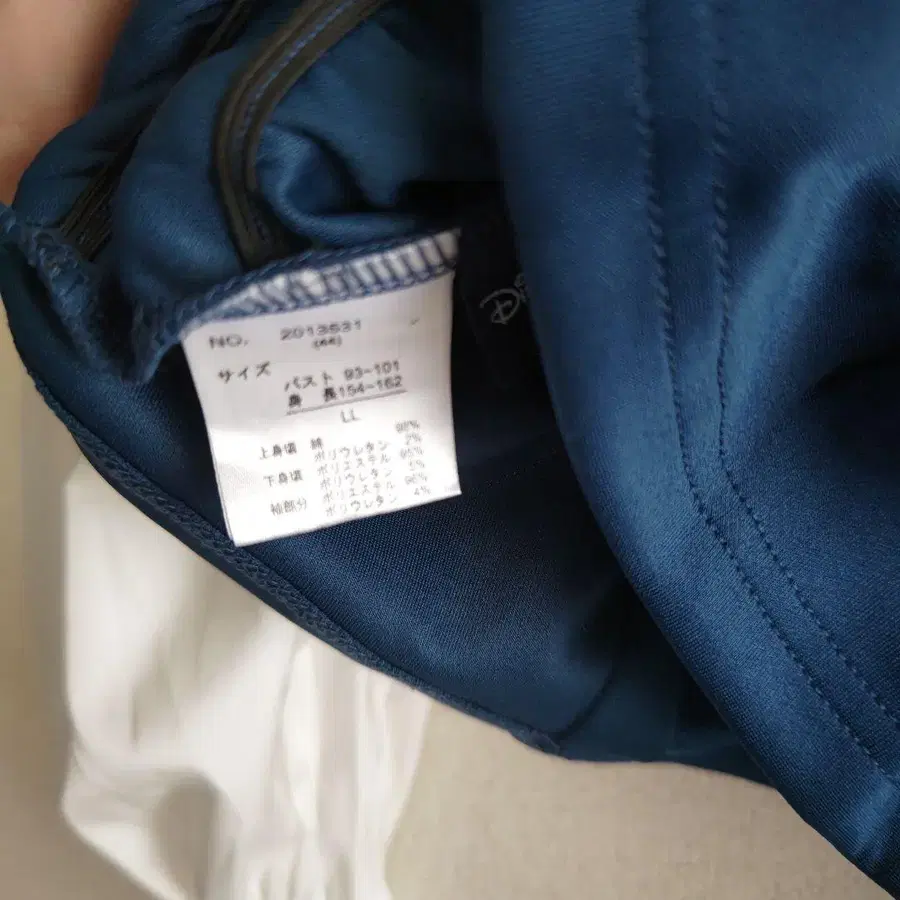 NO. 2013531
サイズ
バスト 93-101
身 長154-162
LL
上身頃 綿 98%
ポリウレタン 2%
下身頃 ポリエステル 95%
ポリウレタン 5%
袖部分 ポリエステル 96%
ポリウレタン 4%